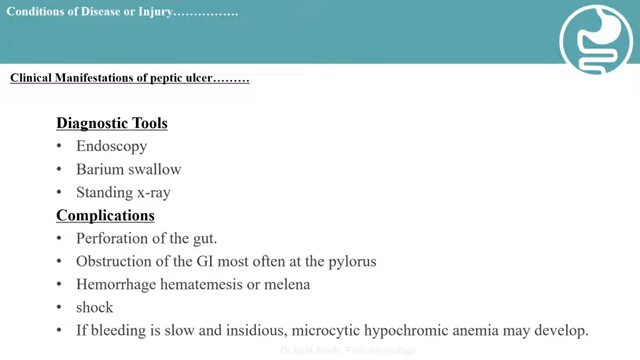 Conditions of Disease or Injury……………..
Clinical Manifestations of peptic ulcer………
Diagnostic Tools
• Endoscopy
• Barium swallow
• Standing x-ray
Complications
• Perforation of the gut.
• Obstruction of the GI most often at the pylorus
• Hemorrhage hematemesis or melena
• shock
• If bleeding is slow and insidious, microcytic hypochromic anemia may develop.